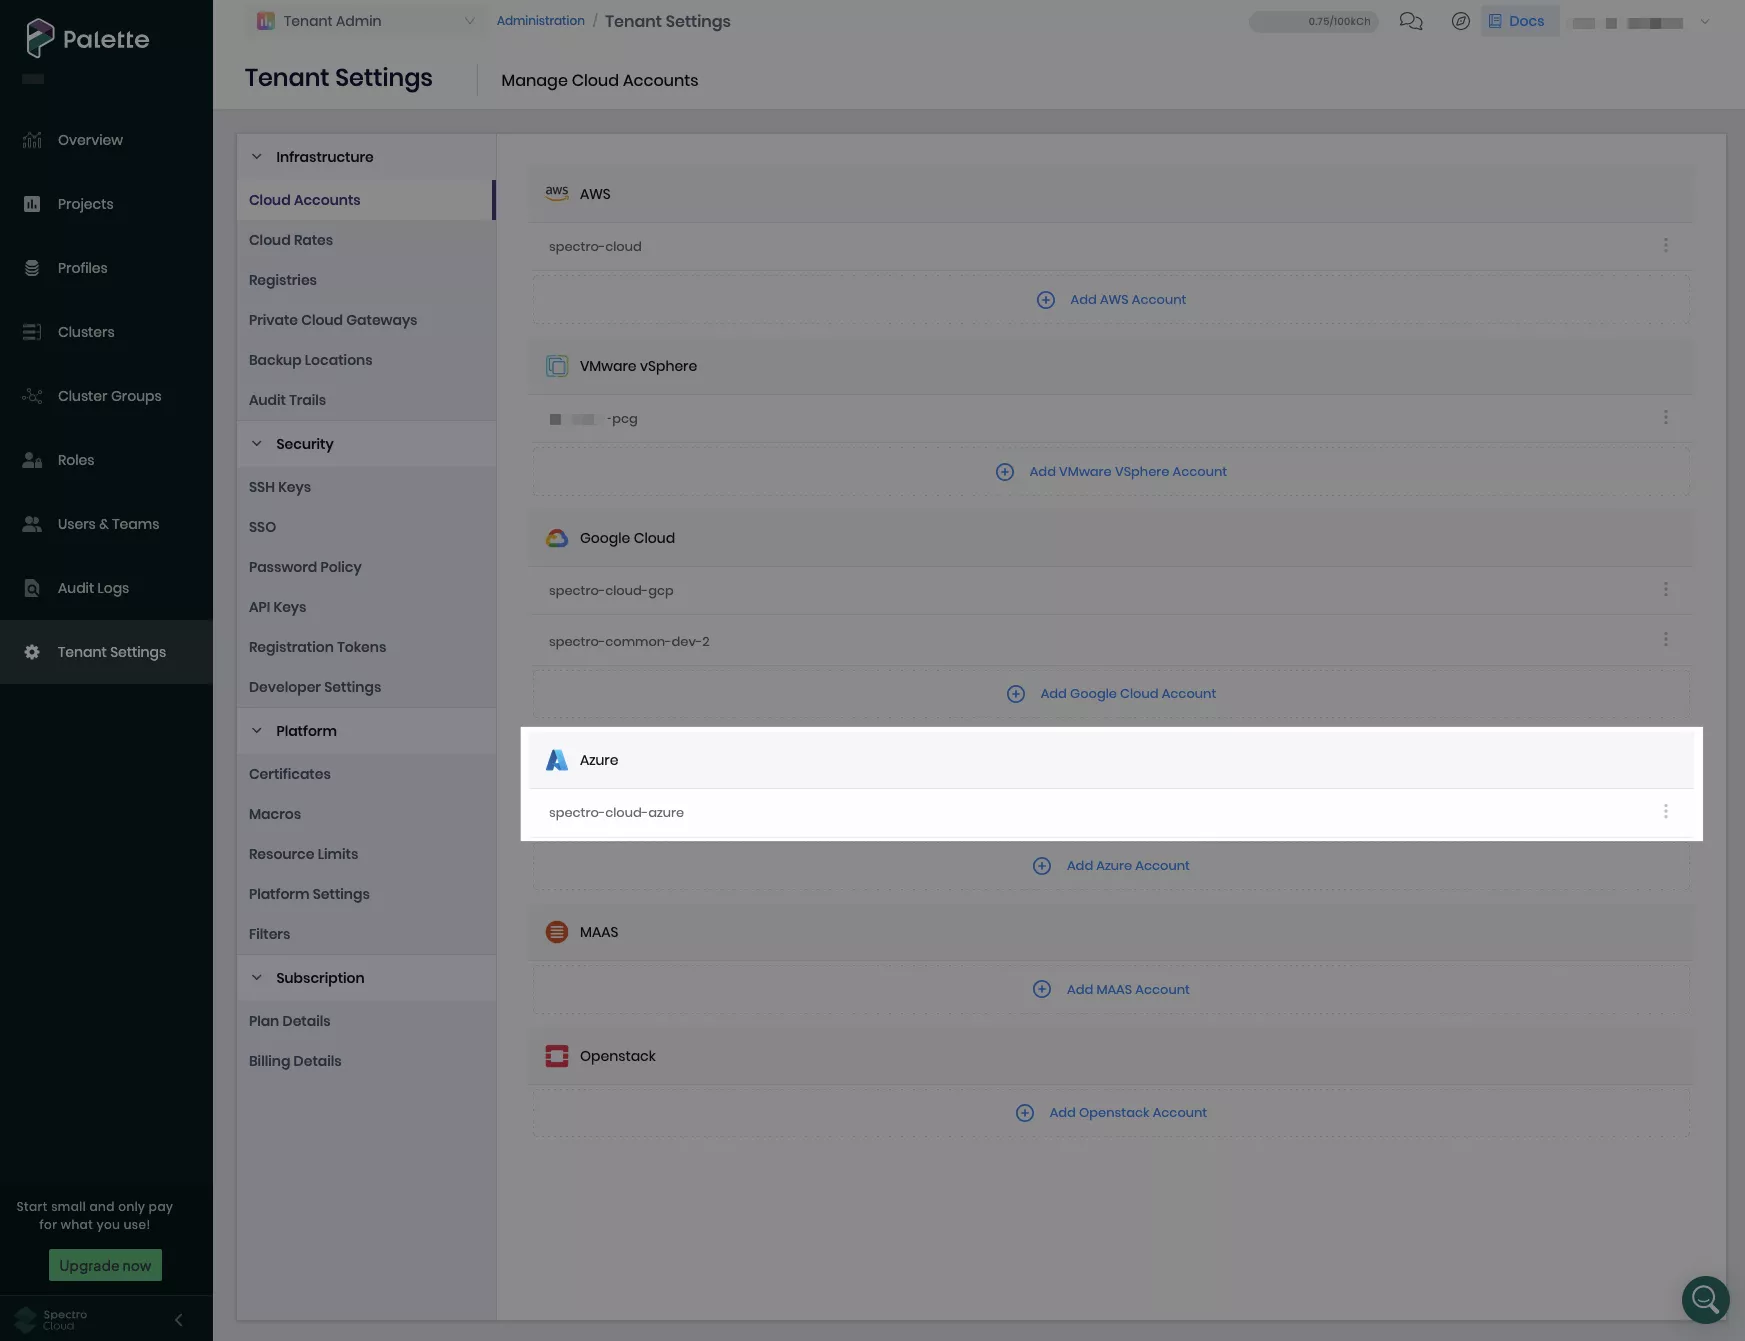 Palette
Overview
Projects
Profiles
Clusters
Cluster Groups
Roles
Users & Teams
Audit Logs
Tenant Settings
Start small and only pay
for what you use!
Upgrade now
Spectro
Cloud
Tenant Admin
Administration / Tenant Settings
0.75/100kCh
Docs
Tenant Settings
Manage Cloud Accounts
Infrastructure
Cloud Accounts
Cloud Rates
Registries
Private Cloud Gateways
Backup Locations
Audit Trails
Security
SSH Keys
SSO
Password Policy
API Keys
Registration Tokens
Developer Settings
Platform
Certificates
Macros
Resource Limits
Platform Settings
Filters
Subscription
Plan Details
Billing Details
aws AWS
spectro-cloud
Add AWS Account
VMware vSphere
-pcg
Add VMware VSphere Account
Google Cloud
spectro-cloud-gcp
spectro-common-dev-2
Add Google Cloud Account
Azure
spectro-cloud-azure
Add Azure Account
MAAS
Add MAAS Account
Openstack
Add Openstack Account